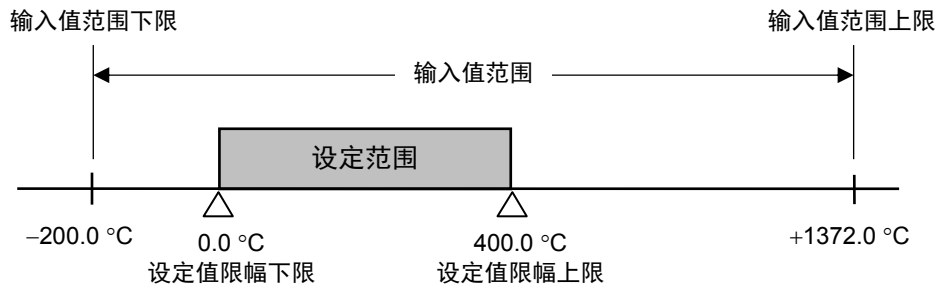 输入值范围下限
输入值范围上限
输入值范围
设定范围
−200.0 °C
0.0 °C
400.0 °C
+1372.0 °C
设定值限幅下限
设定值限幅上限